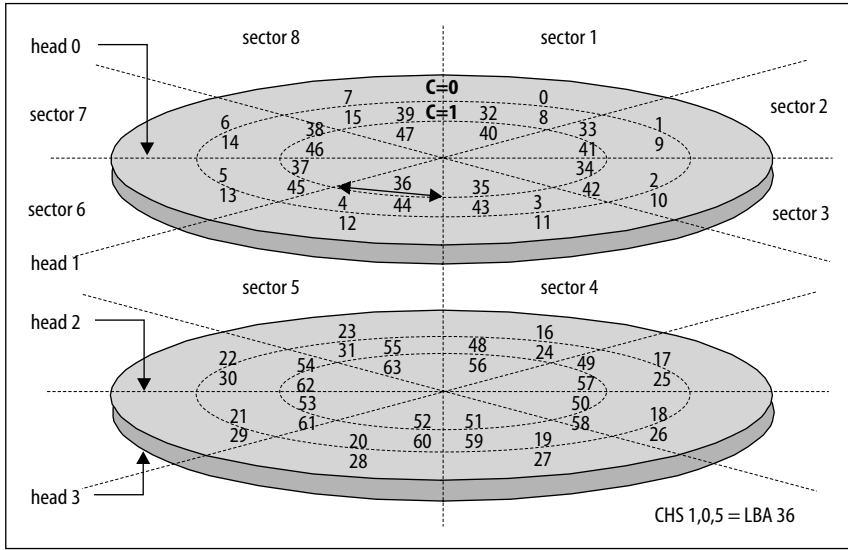 sector 8 sector 1
head 0
C=0
7 0
C=1
39 32
sector 7 6 15 8 1 sector 2
38 33
14 47 40 9
46 41
37 34
5 36 35 2
45 42
13 4 44 43 3 10
sector 6 12 11 sector 3
head 1
sector 5 sector 4
head 2
23 16
31 55 48 24
22 54 49 17
30 63 56 25
62 57
53 50
21 52 51 18
61 58
29 20 60 59 19 26
28 27
head 3
CHS 1,0,5 = LBA 36